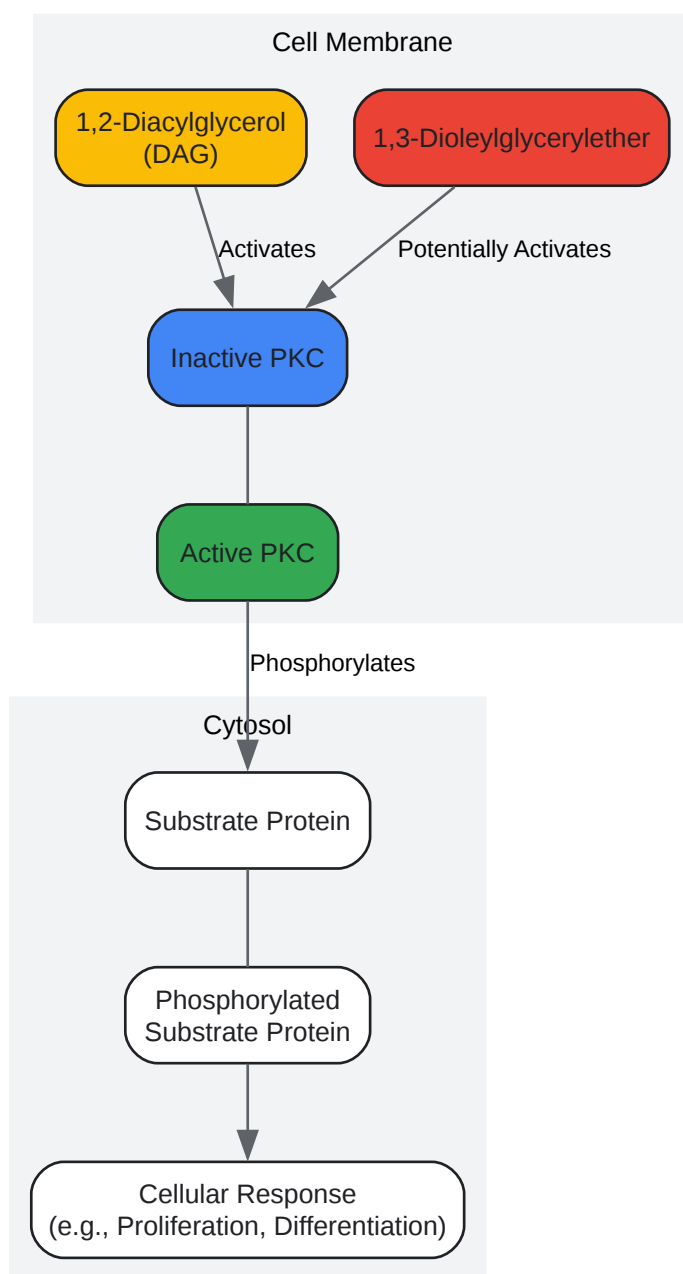 Cell Membrane
1,2-Diacylglycerol
(DAG)
1,3-Dioleylglycerylether
Activates
Potentially Activates
Inactive PKC
Active PKC
Phosphorylates
Cytosol
Substrate Protein
Phosphorylated
Substrate Protein
Cellular Response
(e.g., Proliferation, Differentiation)